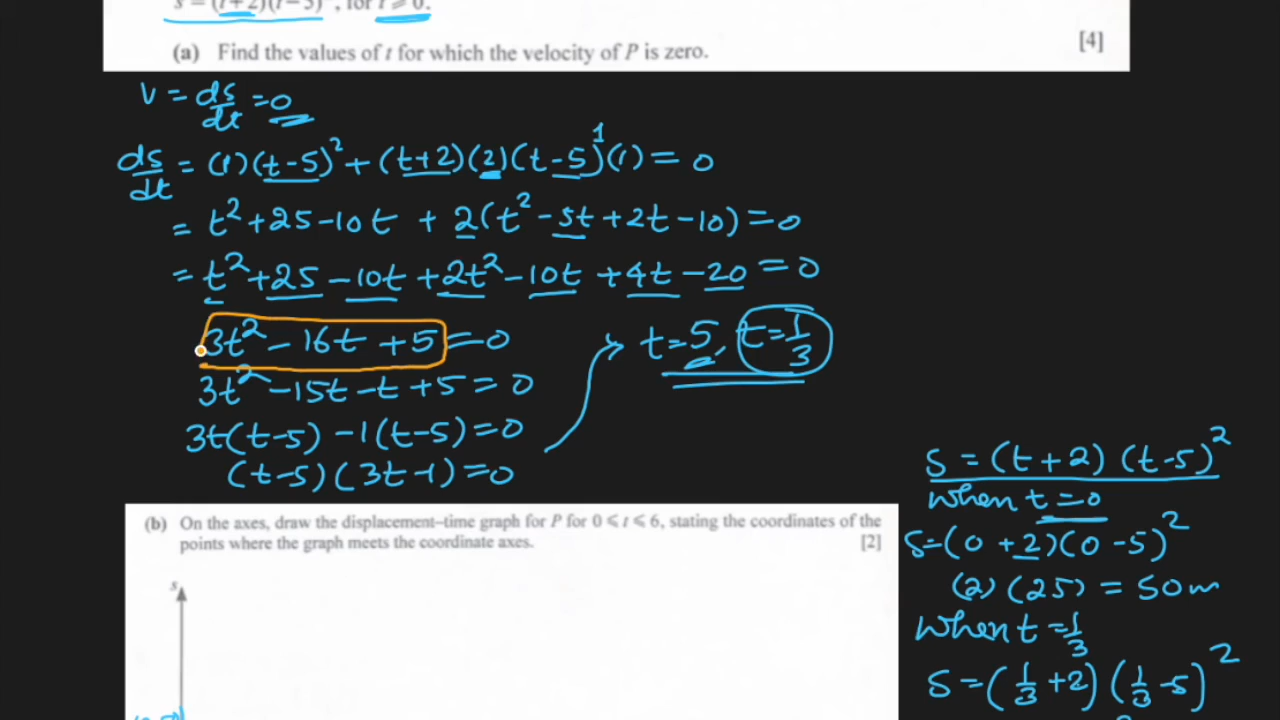 s = (t+2)(t−5)², for t ⩾ 0.
(a) Find the values of t for which the velocity of P is zero.
[4]
v = ds/dt = 0
ds/dt = (1)(t-5)² + (t+2)(2)(t-5)¹(1) = 0
= t² + 25 - 10t + 2(t² - 5t + 2t - 10) = 0
= t² + 25 - 10t + 2t² - 10t + 4t - 20 = 0
3t² - 16t + 5 = 0
t = 5, t = 1/3
3t² - 15t - t + 5 = 0
3t(t-5) - 1(t-5) = 0
(t-5)(3t-1) = 0
(b) On the axes, draw the displacement–time graph for P for 0 ⩽ t ⩽ 6, stating the coordinates of the
points where the graph meets the coordinate axes.
[2]
s
S = (t+2)(t-5)²
when t = 0
S = (0+2)(0-5)²
(2)(25) = 50m
when t = 1/3
S = (1/3+2)(1/3-5)²